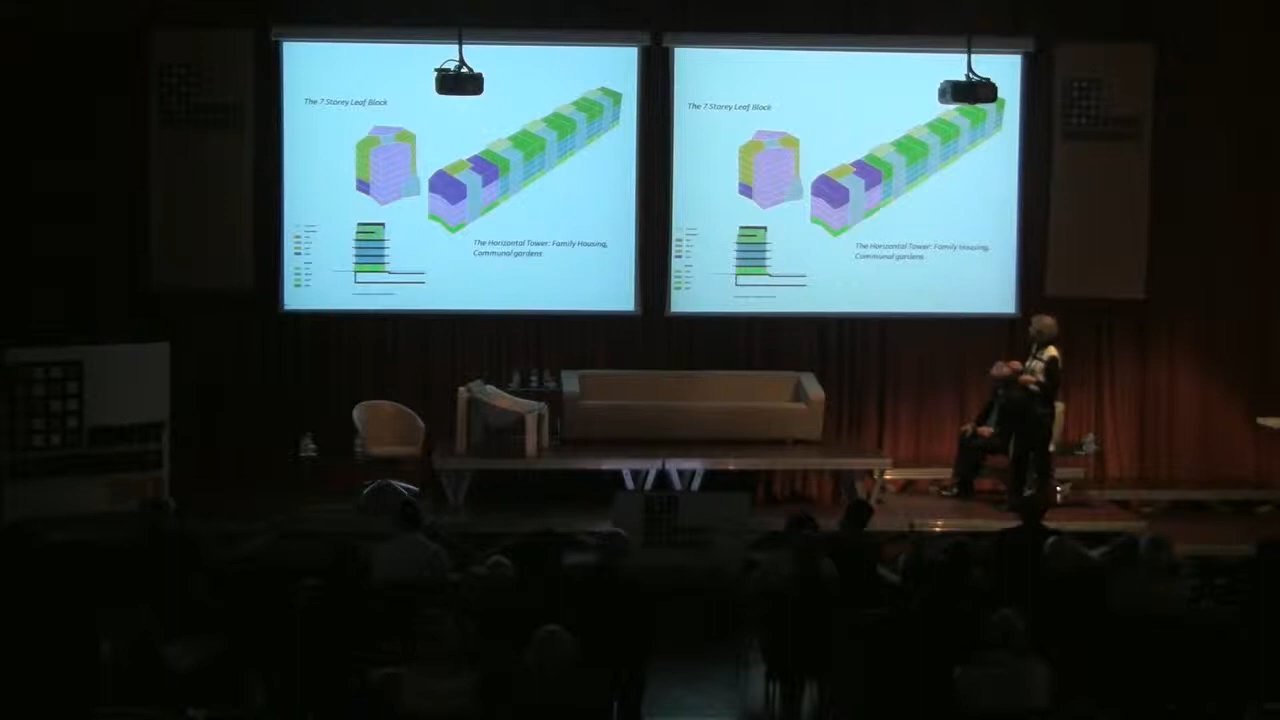 The 7 Storey Leaf Block
The Horizontal Tower: Family Housing,
Communal gardens
The 7 Storey Leaf Block
The Horizontal Tower: Family Housing,
Communal gardens